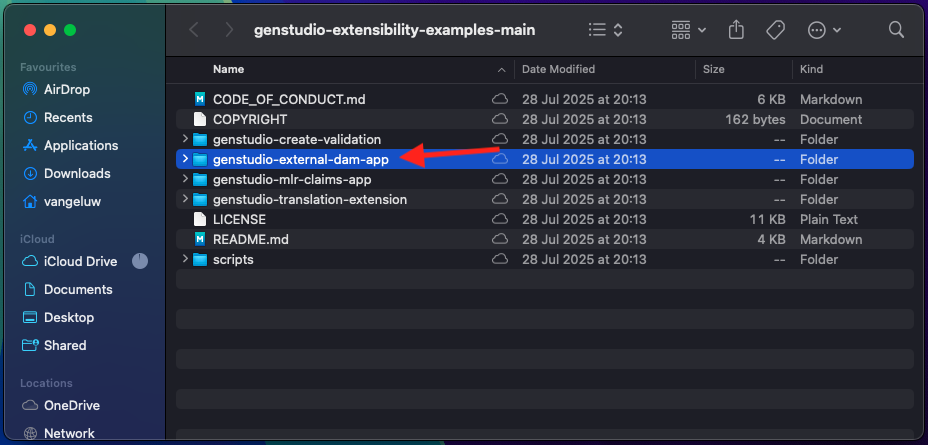 genstudio-extensibility-examples-main
Favourites
AirDrop
Recents
Applications
Downloads
vangeluw
iCloud
iCloud Drive
Documents
Desktop
Shared
Locations
OneDrive
Network
Name Date Modified Size Kind
CODE_OF_CONDUCT.md 28 Jul 2025 at 20:13 6 KB Markdown
COPYRIGHT 28 Jul 2025 at 20:13 162 bytes Document
genstudio-create-validation 28 Jul 2025 at 20:13 -- Folder
genstudio-external-dam-app 28 Jul 2025 at 20:13 -- Folder
genstudio-mlr-claims-app 28 Jul 2025 at 20:13 -- Folder
genstudio-translation-extension 28 Jul 2025 at 20:13 -- Folder
LICENSE 28 Jul 2025 at 20:13 11 KB Plain Text
README.md 28 Jul 2025 at 20:13 4 KB Markdown
scripts 28 Jul 2025 at 20:13 -- Folder